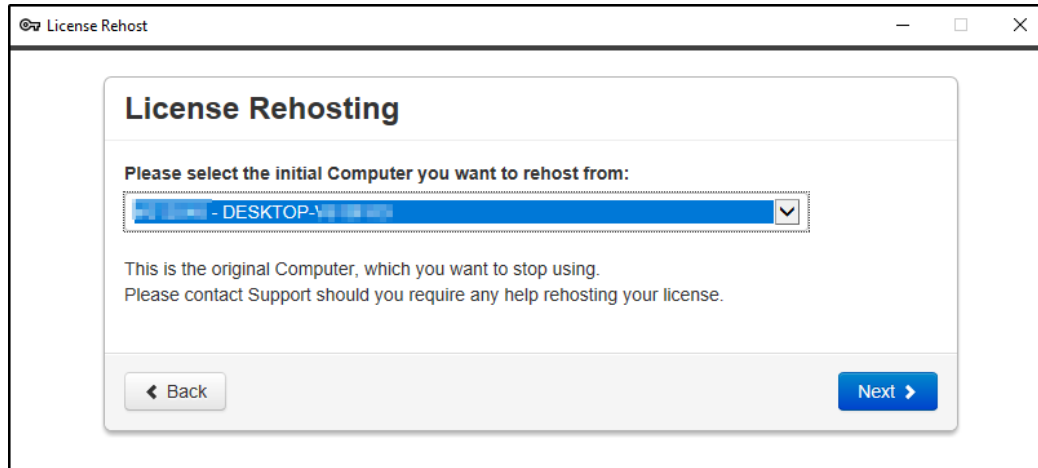 License Rehost
License Rehosting
Please select the initial Computer you want to rehost from:
- DESKTOP-
This is the original Computer, which you want to stop using.
Please contact Support should you require any help rehosting your license.
Back
Next